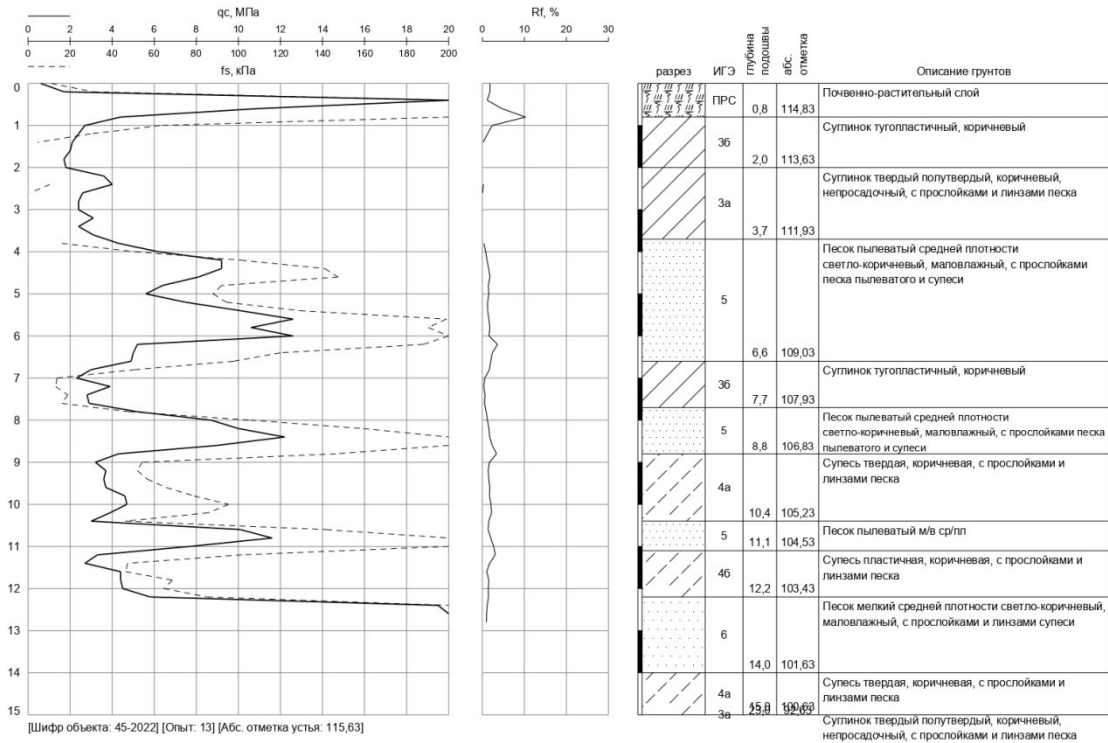 qc, МПа
2 4 6 8 10 12 14 16 18 20
20 40 60 80 100 120 140 160 180 200
fs, кПа
Rf, %
0 10 20 30
разрез
ИГЭ
глубина подошвы
абс. отметка
Описание грунтов
0
1
2
3
4
5
6
7
8
9
10
11
12
13
14
15
ПРС 0,8 114,83 Почвенно-растительный слой
3б 2,0 113,63 Суглинок тугопластичный, коричневый
3а 3,7 111,93 Суглинок твердый полутвердый, коричневый,
непросадочный, с прослойками и линзами песка
5 6,6 109,03 Песок пылеватый средней плотности
светло-коричневый, маловлажный, с прослойками
песка пылеватого и супеси
3б 7,7 107,93 Суглинок тугопластичный, коричневый
5 8,8 106,83 Песок пылеватый средней плотности
светло-коричневый, маловлажный, с прослойками песка
пылеватого и супеси
4а 10,4 105,23 Супесь твердая, коричневая, с прослойками и
линзами песка
5 11,1 104,53 Песок пылеватый м/в ср/пл
4б 12,2 103,43 Супесь пластичная, коричневая, с прослойками и
линзами песка
6 14,0 101,63 Песок мелкий средней плотности светло-коричневый,
маловлажный, с прослойками и линзами супеси
4а 15,0 100,63 Супесь твердая, коричневая, с прослойками и
линзами песка
3а 92,63 Суглинок твердый полутвердый, коричневый,
непросадочный, с прослойками и линзами песка
[Шифр объекта: 45-2022] [Опыт: 13] [Абс. отметка устья: 115,63]